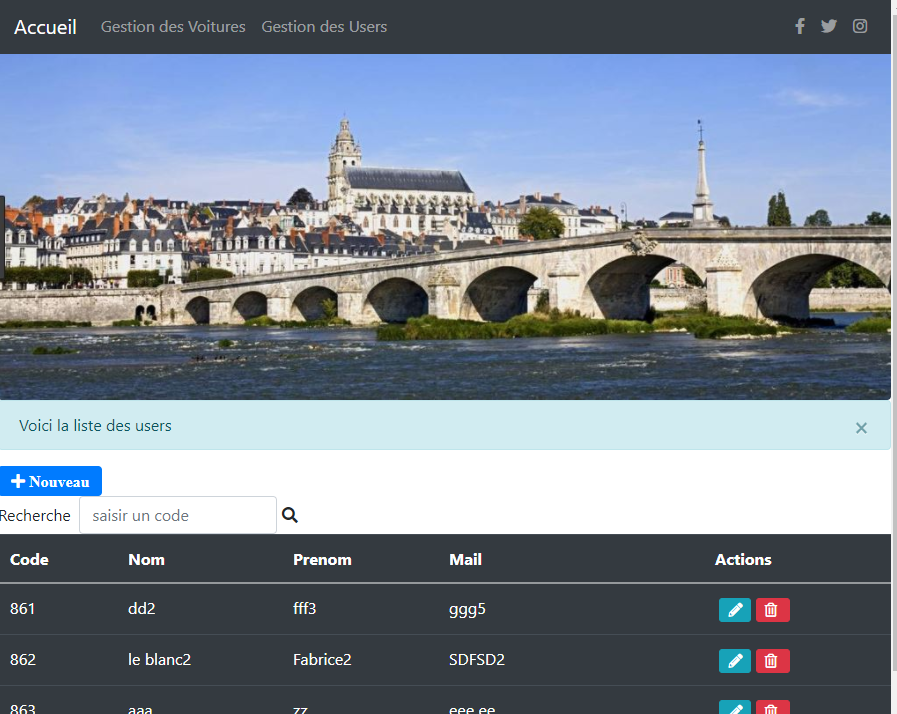 Accueil Gestion des Voitures Gestion des Users
Voici la liste des users ×
Nouveau
Recherche saisir un code
Code Nom Prenom Mail Actions
861 dd2 fff3 ggg5
862 le blanc2 Fabrice2 SDFSD2
863 aaa zz eee ee